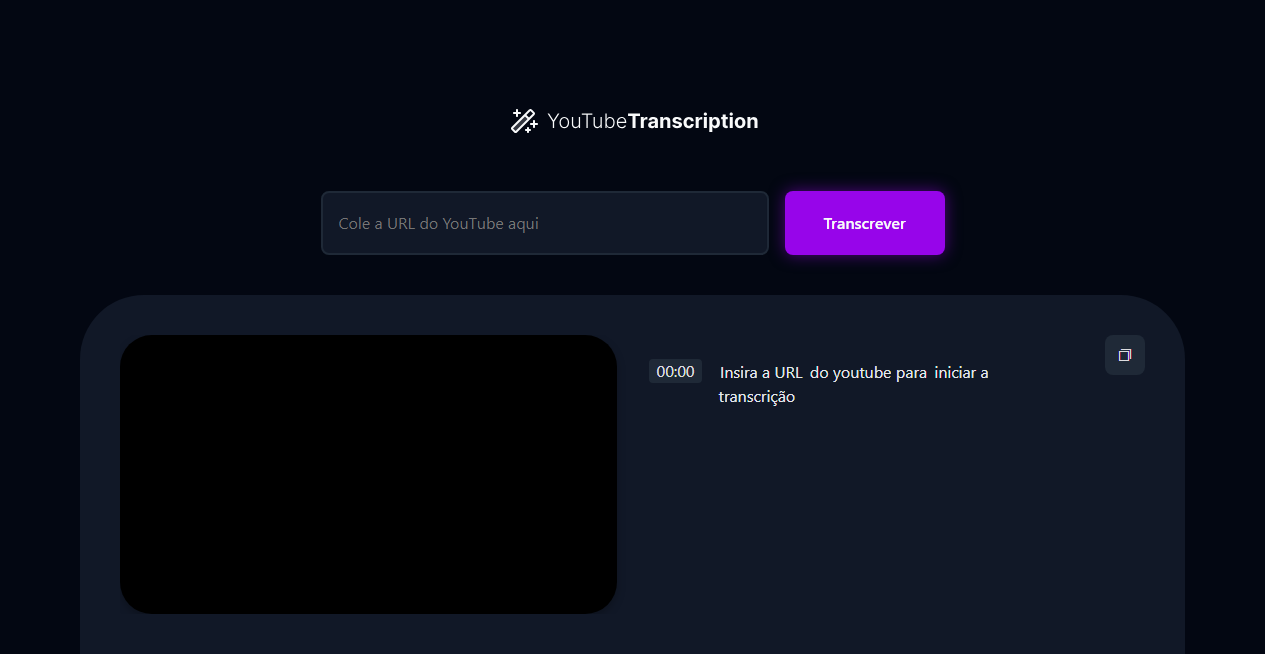 YouTubeTranscription
Cole a URL do YouTube aqui
Transcrever
00:00
Insira a URL do youtube para iniciar a
transcrição